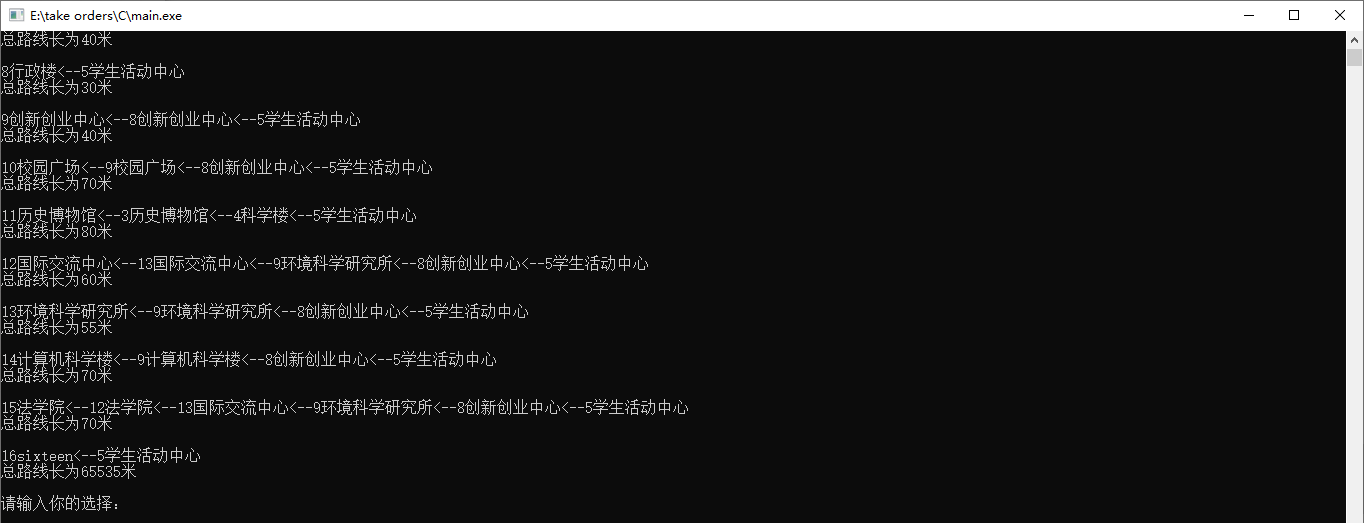 E:\take orders\C\main.exe
总路线长为40米
8行政楼<--5学生活动中心
总路线长为30米
9创新创业中心<--8创新创业中心<--5学生活动中心
总路线长为40米
10校园广场<--9校园广场<--8创新创业中心<--5学生活动中心
总路线长为70米
11历史博物馆<--3历史博物馆<--4科学楼<--5学生活动中心
总路线长为80米
12国际交流中心<--13国际交流中心<--9环境科学研究所<--8创新创业中心<--5学生活动中心
总路线长为60米
13环境科学研究所<--9环境科学研究所<--8创新创业中心<--5学生活动中心
总路线长为55米
14计算机科学楼<--9计算机科学楼<--8创新创业中心<--5学生活动中心
总路线长为70米
15法学院<--12法学院<--13国际交流中心<--9环境科学研究所<--8创新创业中心<--5学生活动中心
总路线长为70米
16sixteen<--5学生活动中心
总路线长为65535米
请输入你的选择: